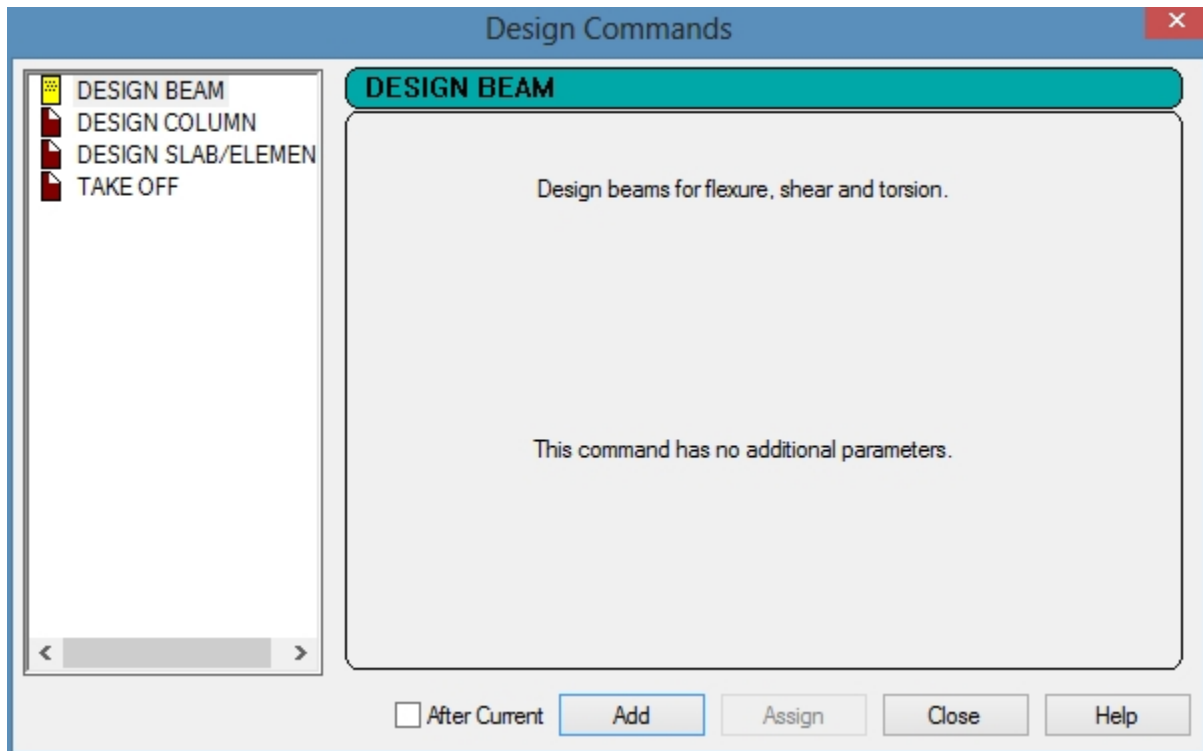 Design Commands
DESIGN BEAM
DESIGN COLUMN
DESIGN SLAB/ELEMEN
TAKE OFF
DESIGN BEAM
Design beams for flexure, shear and torsion.
This command has no additional parameters.
After Current
Add
Assign
Close
Help